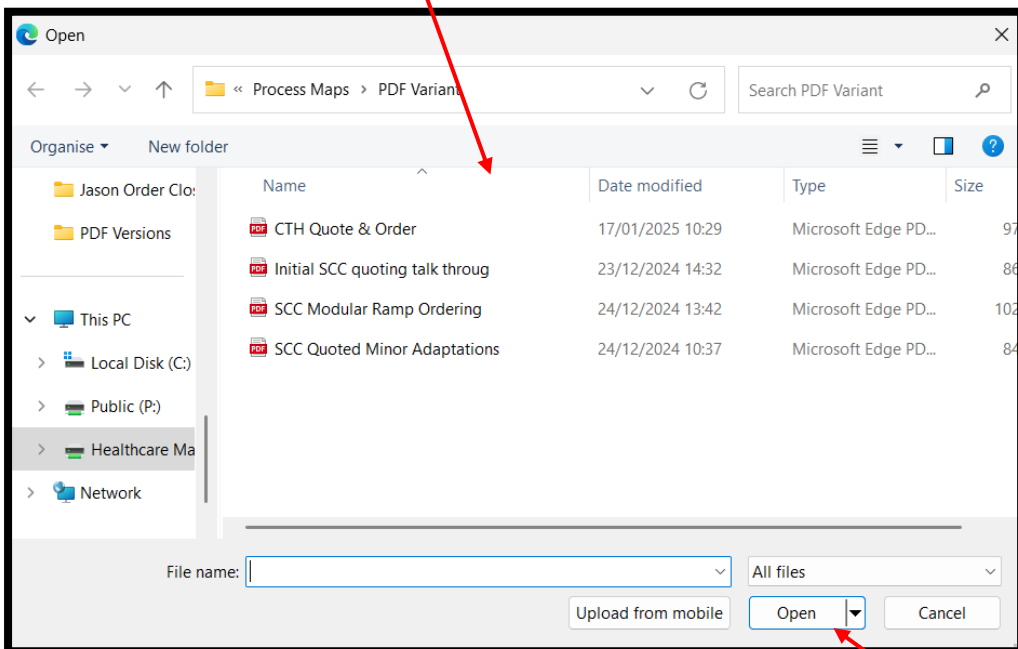 Open
« Process Maps > PDF Variant
Search PDF Variant
Organise
New folder
Name
Date modified
Type
Size
Jason Order Clo
PDF Versions
This PC
Local Disk (C:)
Public (P:)
Healthcare Ma
Network
CTH Quote & Order 17/01/2025 10:29 Microsoft Edge PD... 97
Initial SCC quoting talk throug 23/12/2024 14:32 Microsoft Edge PD... 86
SCC Modular Ramp Ordering 24/12/2024 13:42 Microsoft Edge PD... 102
SCC Quoted Minor Adaptations 24/12/2024 10:37 Microsoft Edge PD... 84
File name:
All files
Upload from mobile
Open
Cancel